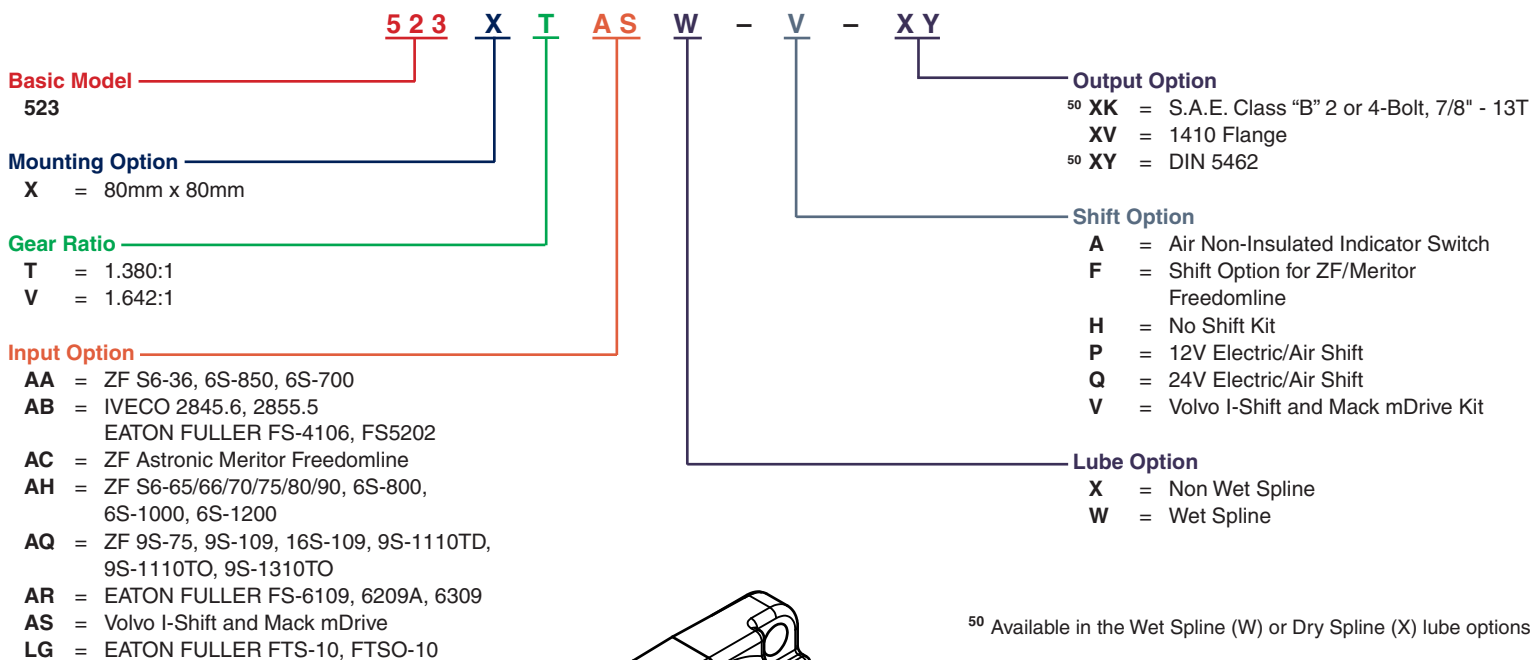 523 X T AS W – V – XY
Basic Model
523
Mounting Option
X = 80mm x 80mm
Gear Ratio
T = 1.380:1
V = 1.642:1
Input Option
AA = ZF S6-36, 6S-850, 6S-700
AB = IVECO 2845.6, 2855.5
EATON FULLER FS-4106, FS5202
AC = ZF Astronic Meritor Freedomline
AH = ZF S6-65/66/70/75/80/90, 6S-800,
6S-1000, 6S-1200
AQ = ZF 9S-75, 9S-109, 16S-109, 9S-1110TD,
9S-1110TO, 9S-1310TO
AR = EATON FULLER FS-6109, 6209A, 6309
AS = Volvo I-Shift and Mack mDrive
LG = EATON FULLER FTS-10, FTSO-10
Output Option
50 XK = S.A.E. Class “B” 2 or 4-Bolt, 7/8" - 13T
XV = 1410 Flange
50 XY = DIN 5462
Shift Option
A = Air Non-Insulated Indicator Switch
F = Shift Option for ZF/Meritor
Freedomline
H = No Shift Kit
P = 12V Electric/Air Shift
Q = 24V Electric/Air Shift
V = Volvo I-Shift and Mack mDrive Kit
Lube Option
X = Non Wet Spline
W = Wet Spline
50 Available in the Wet Spline (W) or Dry Spline (X) lube options